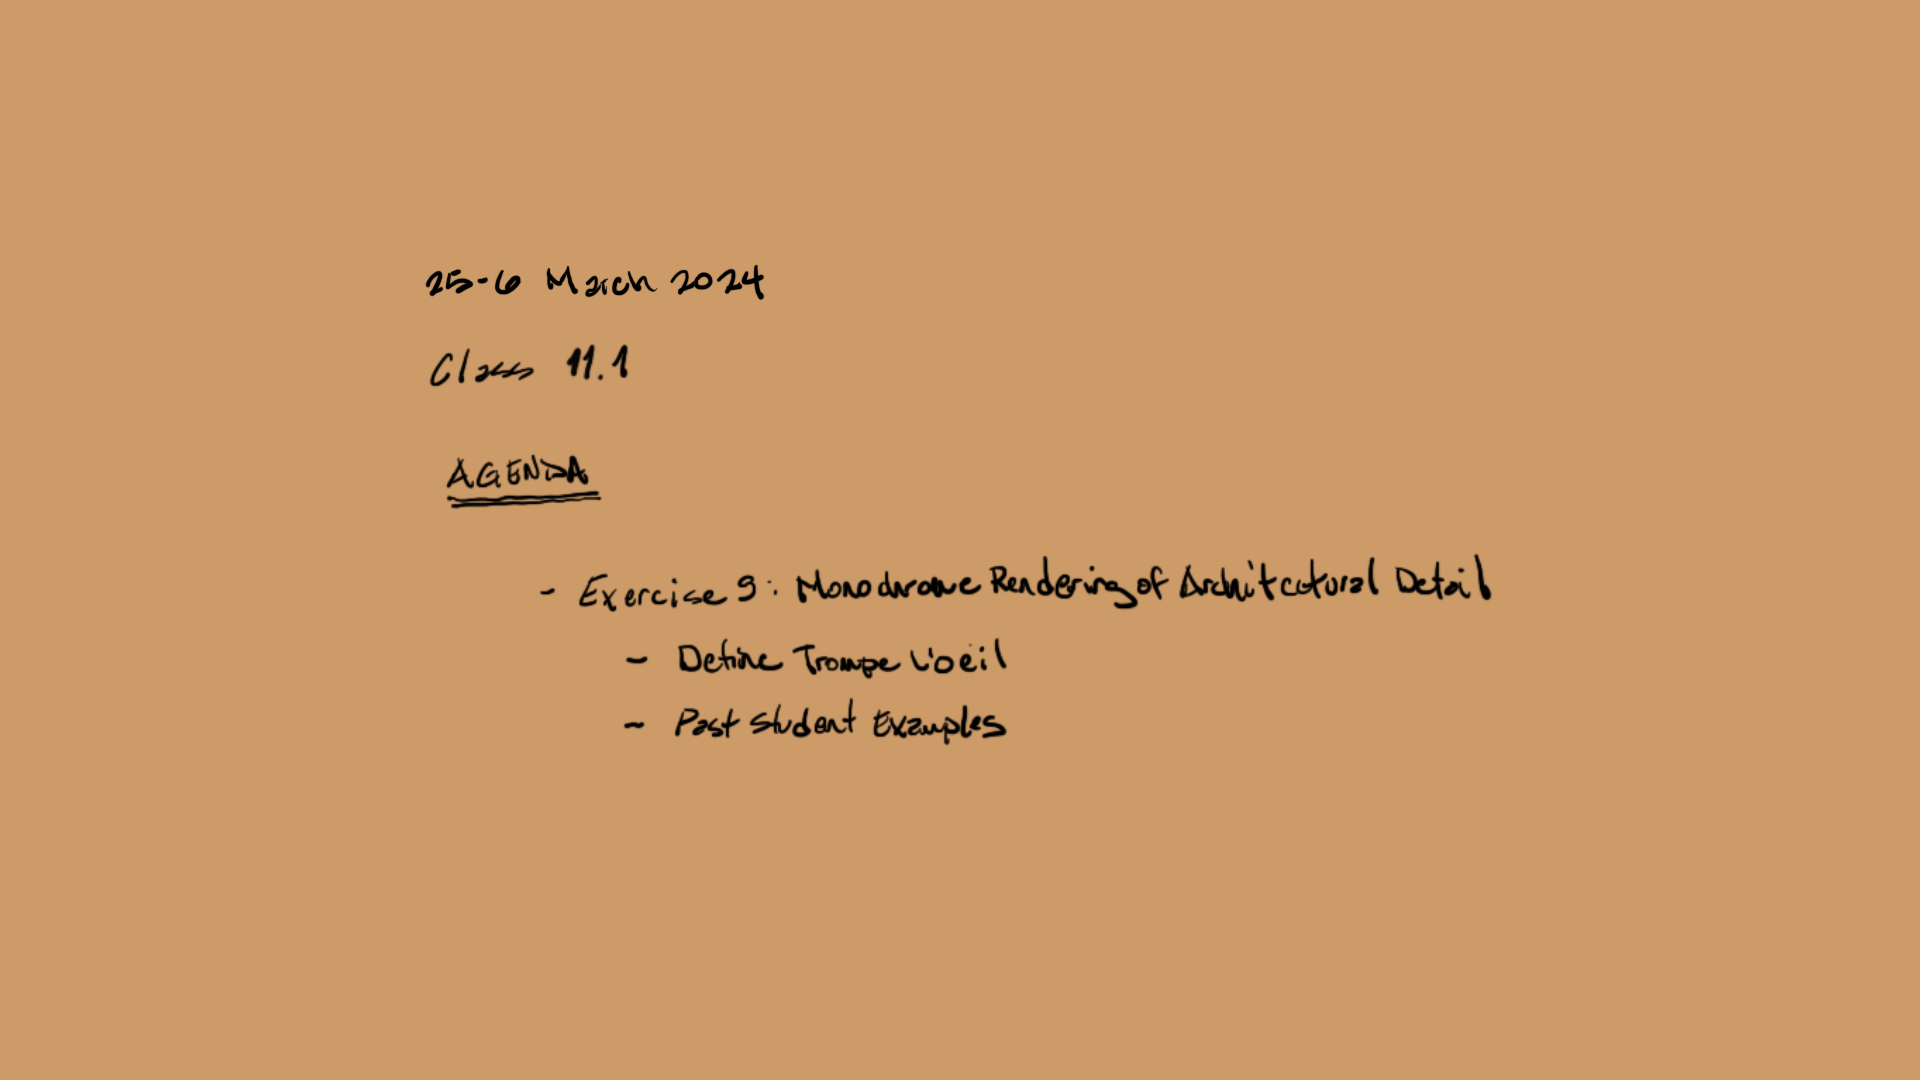 25-6 March 2024
Class 11.1
AGENDA
- Exercise 9: Monochrome Rendering of Architectural Detail
- Define Trompe L'oeil
- Past Student Examples